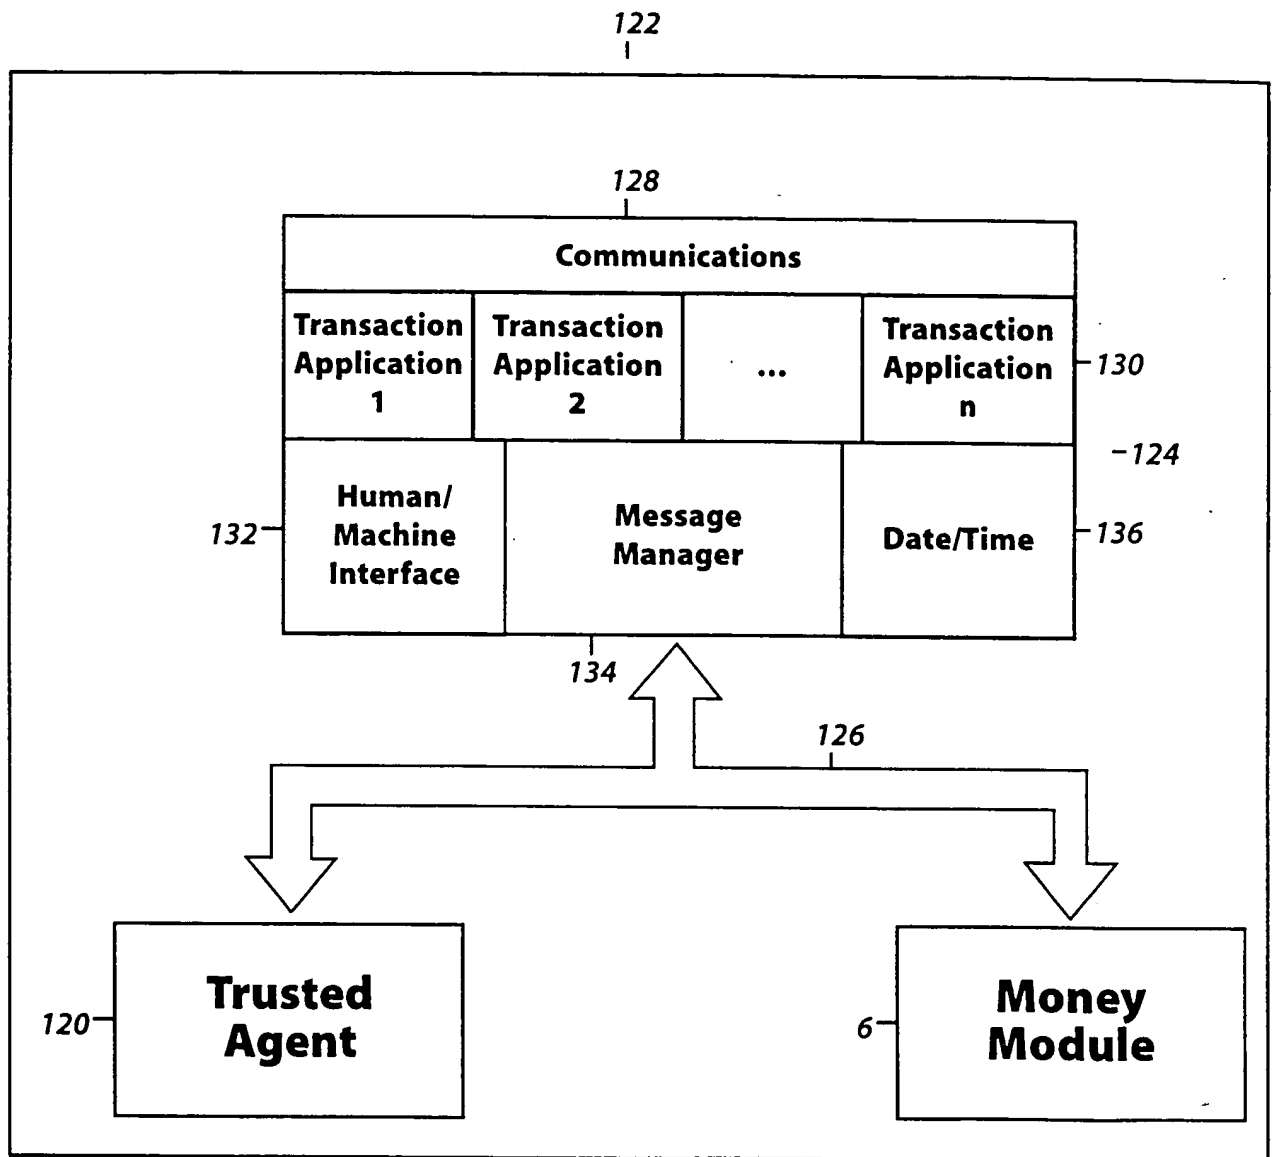 122
128
Communications
Transaction
Application
1
Transaction
Application
2
...
Transaction
Application
n
130
124
132
Human/
Machine
Interface
Message
Manager
Date/Time
136
134
126
120
Trusted
Agent
6
Money
Module